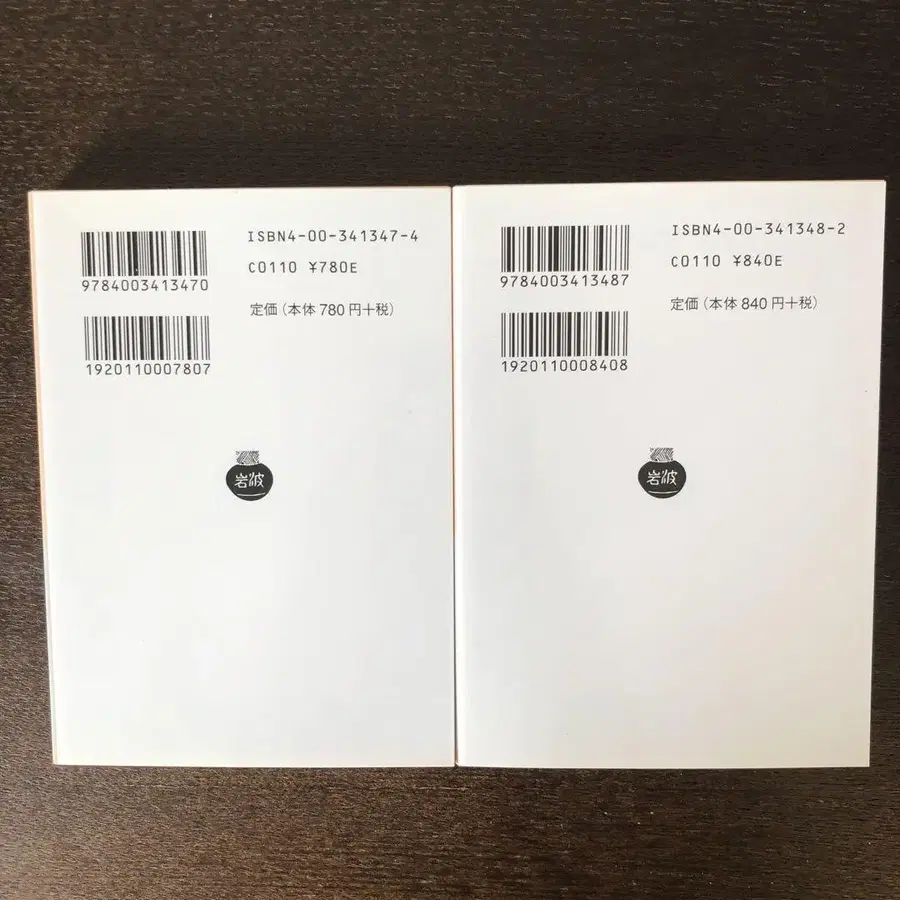 ISBN4-00-341347-4
C0110 ¥780E
9784003413470
定価(本体 780 円+税)
1920110007807
岩波
ISBN4-00-341348-2
C0110 ¥840E
9784003413487
定価(本体 840 円+税)
1920110008408
岩波